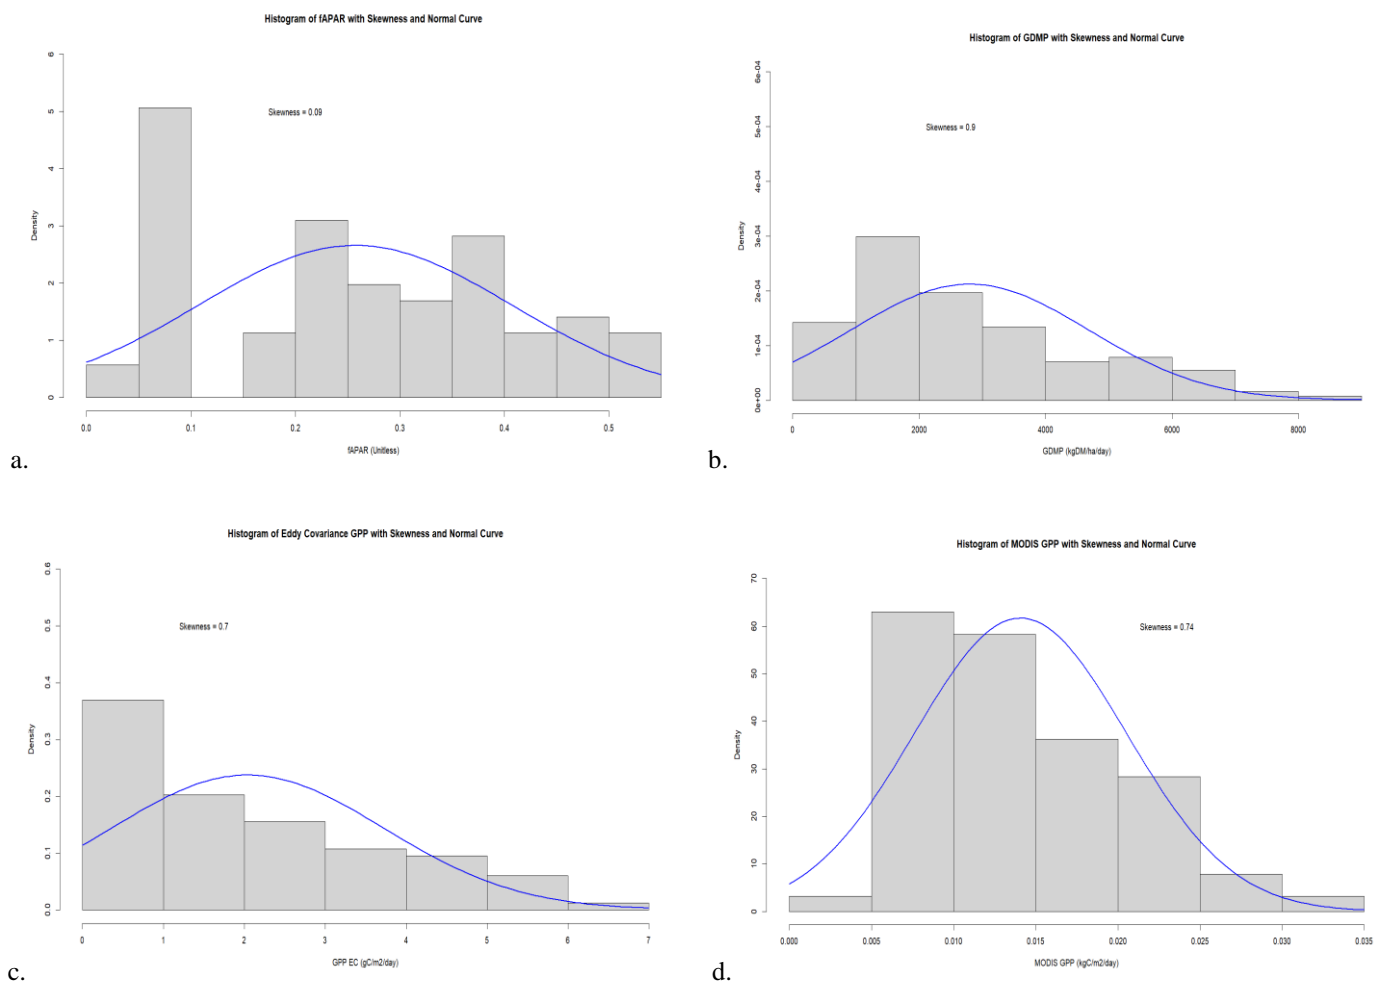 Histogram of fAPAR with Skewness and Normal Curve
Skewness = 0.09
Density
0 1 2 3 4 5 6
0.0 0.1 0.2 0.3 0.4 0.5
fAPAR (Unitless)
a.
Histogram of GDMP with Skewness and Normal Curve
Skewness = 0.9
Density
0e+00 1e-04 2e-04 3e-04 4e-04 5e-04 6e-04
0 2000 4000 6000 8000
GDMP (kgDM/ha/day)
b.
Histogram of Eddy Covariance GPP with Skewness and Normal Curve
Skewness = 0.7
Density
0.0 0.1 0.2 0.3 0.4 0.5 0.6
0 1 2 3 4 5 6 7
GPP EC (gC/m2/day)
c.
Histogram of MODIS GPP with Skewness and Normal Curve
Skewness = 0.74
Density
0 10 20 30 40 50 60 70
0.000 0.005 0.010 0.015 0.020 0.025 0.030 0.035
MODIS GPP (kgC/m2/day)
d.